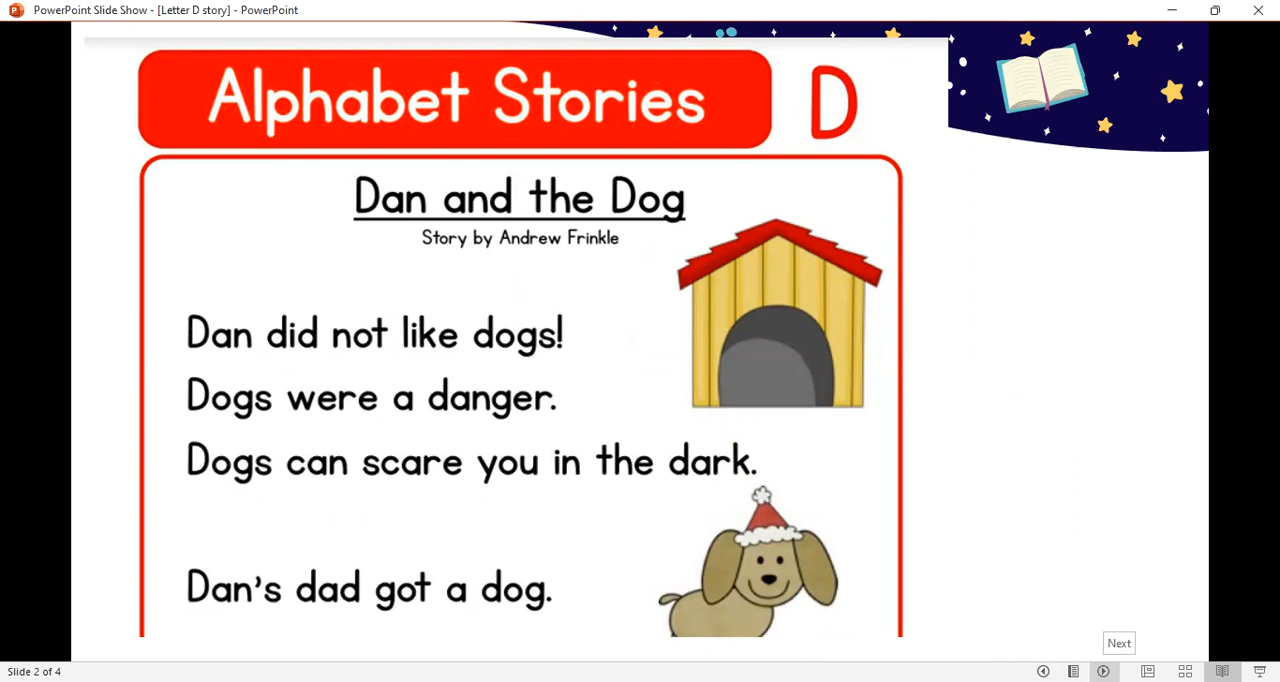 PowerPoint Slide Show - [Letter D story] - PowerPoint
Alphabet Stories D
Dan and the Dog
Story by Andrew Frinkle
Dan did not like dogs!
Dogs were a danger.
Dogs can scare you in the dark.
Dan's dad got a dog.
Next
Slide 2 of 4